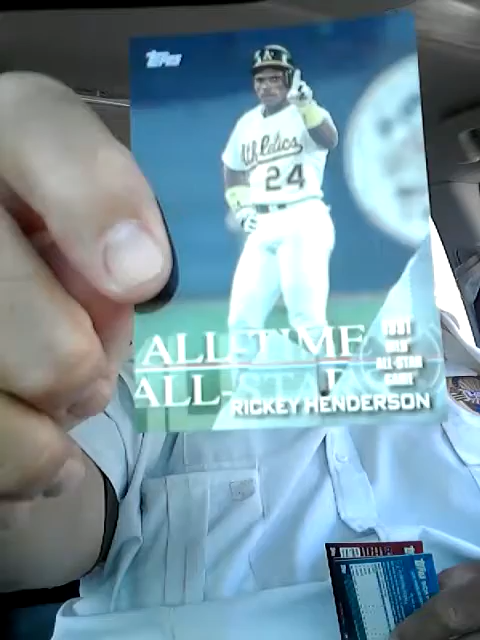 Topps
Athletics
24
ALL-TIME
ALL-STAR
1991
MLB
ALL-STAR
GAME
RICKEY HENDERSON